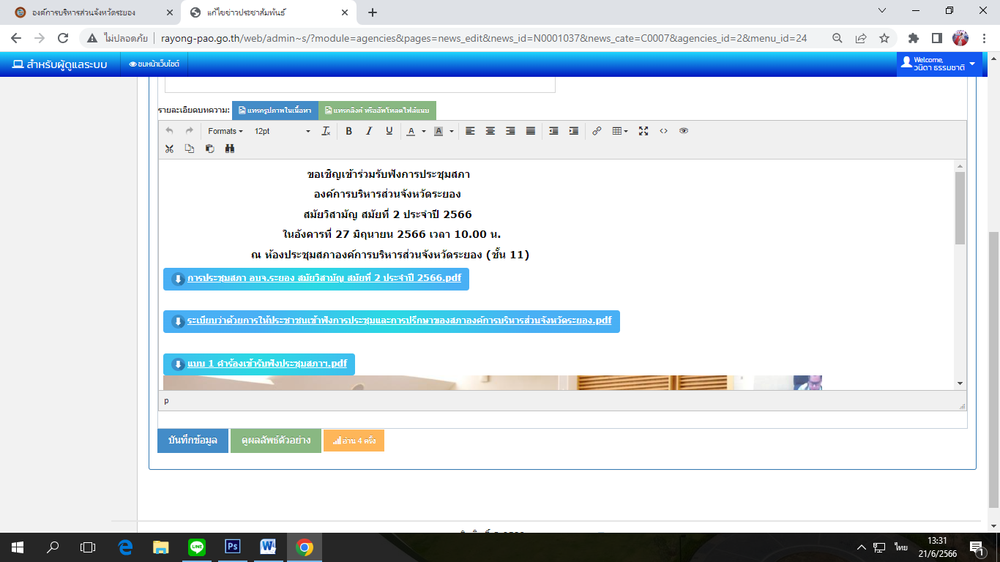 องค์การบริหารส่วนจังหวัดระยอง
แก้ไขข่าวประชาสัมพันธ์
ไม่ปลอดภัย
rayong-pao.go.th/web/admin~s/?module=agencies&pages=news_edit&news_id=N0001037&news_cate=C0007&agencies_id=2&menu_id=24
สำหรับผู้ดูแลระบบ
ชมหน้าเว็บไซต์
Welcome,
วนิดา ธรรมชาติ
รายละเอียดบทความ:
แทรกรูปภาพในเนื้อหา
แทรกลิงค์ หรืออัพโหลดไฟล์แนบ
Formats
12pt
ขอเชิญเข้าร่วมรับฟังการประชุมสภา
องค์การบริหารส่วนจังหวัดระยอง
สมัยวิสามัญ สมัยที่ 2 ประจำปี 2566
ในอังคารที่ 27 มิถุนายน 2566 เวลา 10.00 น.
ณ ห้องประชุมสภาองค์การบริหารส่วนจังหวัดระยอง (ชั้น 11)
การประชุมสภา อบจ.ระยอง สมัยวิสามัญ สมัยที่ 2 ประจำปี 2566.pdf
ระเบียบว่าด้วยการให้ประชาชนเข้าฟังการประชุมและการปรึกษาของสภาองค์การบริหารส่วนจังหวัดระยอง.pdf
แบบ 1 คำร้องเข้ารับฟังประชุมสภาฯ.pdf
p
บันทึกข้อมูล
ดูผลลัพธ์ตัวอย่าง
อ่าน 4 ครั้ง
ไทย
13:31
21/6/2566
1